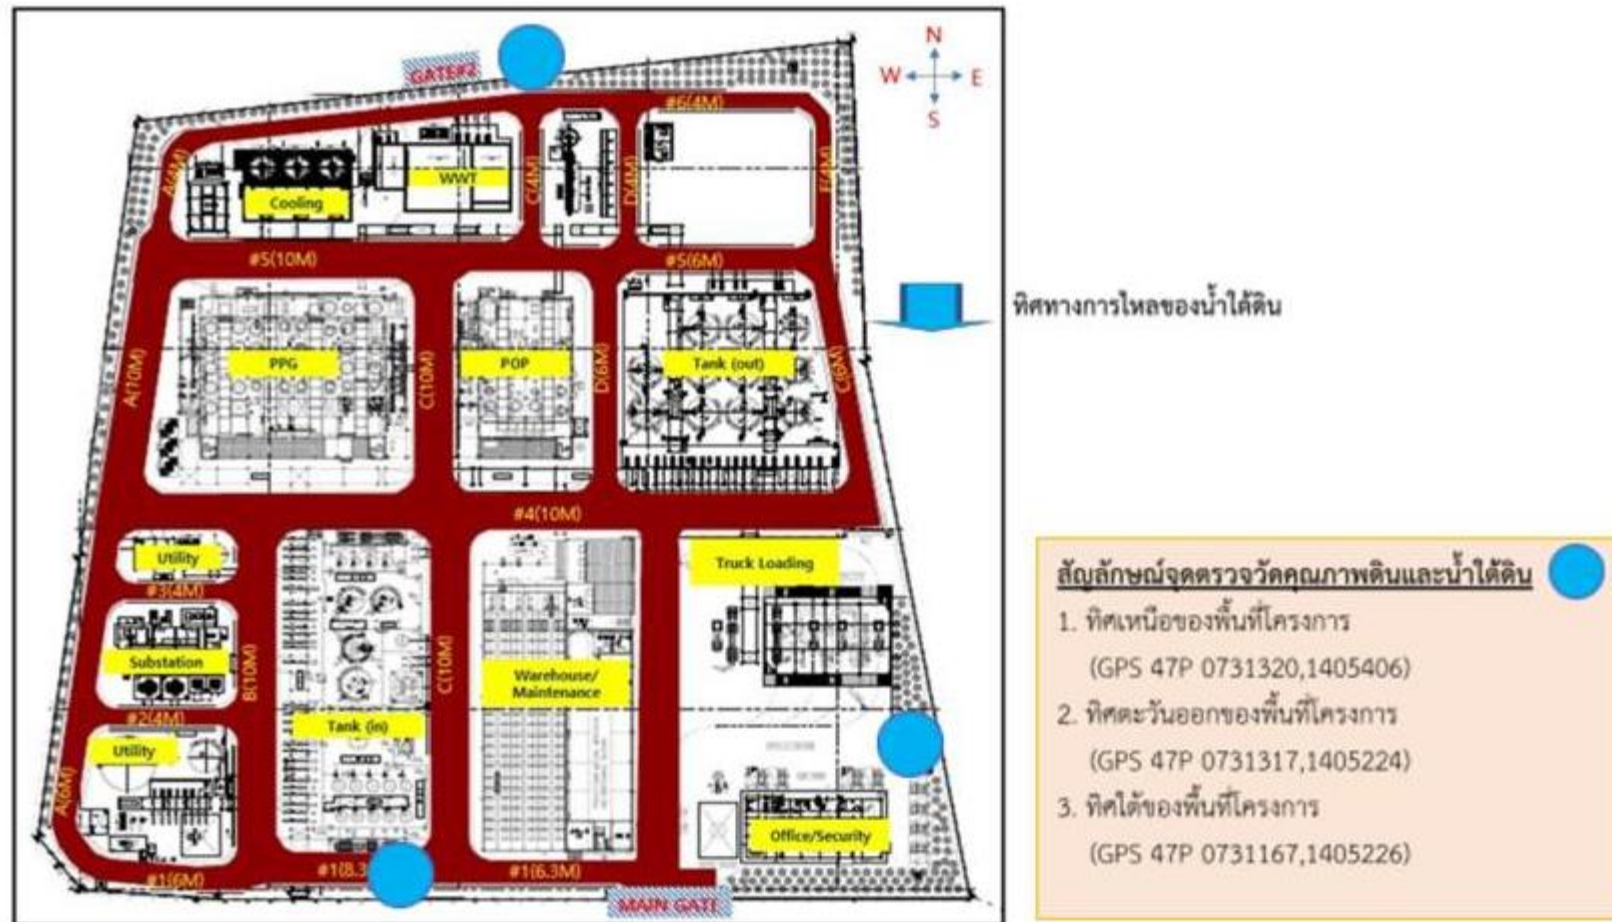 N
GATE#2
W E
S
#6(4M)
A(4M)
WWT
C(4M)
D(4M)
Cooling
#5(10M)
#5(6M)
ทิศทางการไหลของน้ำใต้ดิน
PPG
POP
Tank (out)
A(10M)
C(10M)
D(6M)
C(6M)
#4(10M)
Utility
Truck Loading
#3(4M)
Substation
B(10M)
C(10M)
Warehouse/
Maintenance
#2(4M)
Tank (in)
Utility
A(6M)
Office/Security
#1(6M)
#1(8.3
#1(6.3M)
MAIN GATE
สัญลักษณ์จุดตรวจวัดคุณภาพดินและน้ำใต้ดิน
1. ทิศเหนือของพื้นที่โครงการ
(GPS 47P 0731320,1405406)
2. ทิศตะวันออกของพื้นที่โครงการ
(GPS 47P 0731317,1405224)
3. ทิศใต้ของพื้นที่โครงการ
(GPS 47P 0731167,1405226)